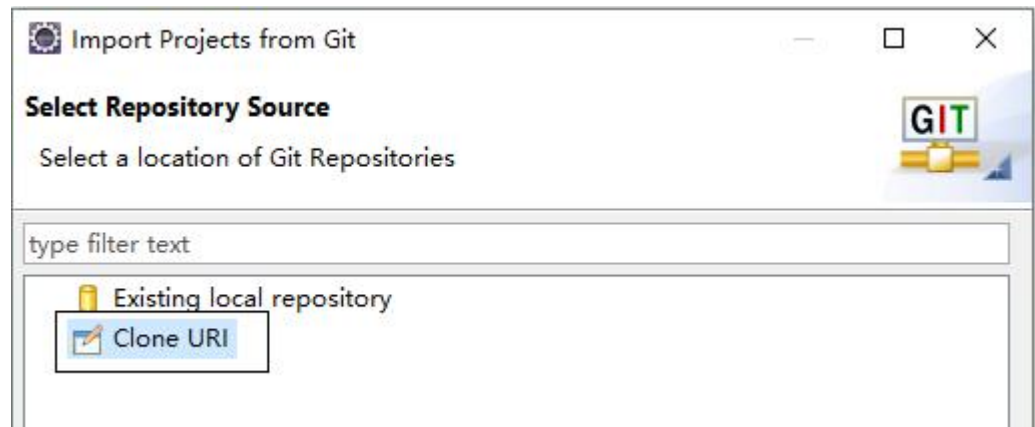 Import Projects from Git
Select Repository Source
Select a location of Git Repositories
GIT
type filter text
Existing local repository
Clone URI